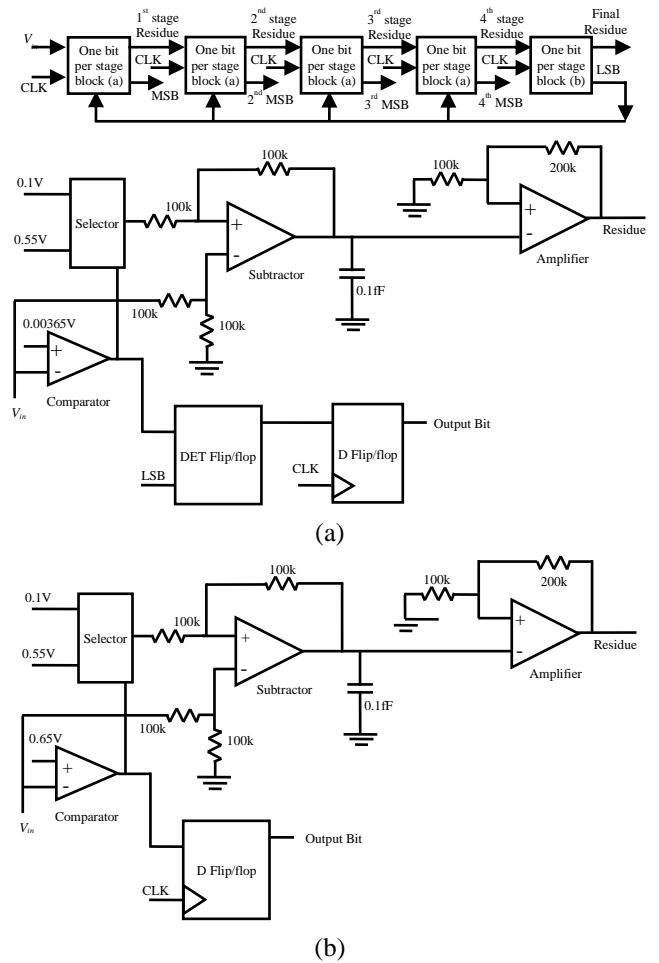 1st stage Residue
2nd stage Residue
3rd stage Residue
4th stage Residue
Final Residue
V
CLK
One bit per stage block (a)
CLK
MSB
One bit per stage block (a)
CLK
2nd MSB
One bit per stage block (a)
CLK
3rd MSB
One bit per stage block (a)
CLK
4th MSB
One bit per stage block (b)
LSB
0.1V
0.55V
Selector
100k
100k
+
-
Subtractor
100k
100k
0.1fF
100k
200k
+
-
Amplifier
Residue
0.00365V
+
-
Vin
Comparator
DET Flip/flop
LSB
CLK
D Flip/flop
Output Bit
(a)
0.1V
0.55V
Selector
100k
100k
+
-
Subtractor
100k
100k
0.1fF
100k
200k
+
-
Amplifier
Residue
0.65V
+
-
Vin
Comparator
D Flip/flop
CLK
Output Bit
(b)